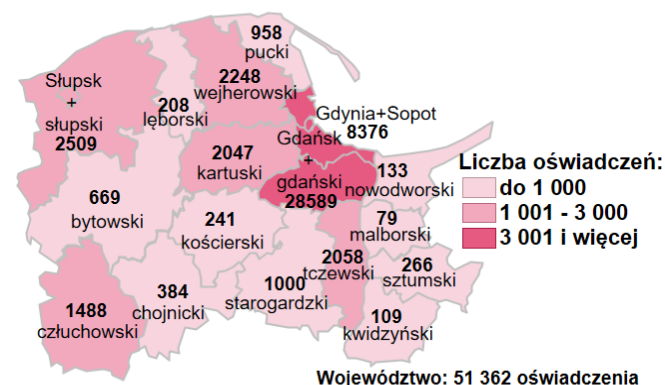 958
pucki
2248
wejherowski
Słupsk
+
słupski
2509
208
lęborski
Gdynia+Sopot
8376
Gdańsk
+
gdański
28589
2047
kartuski
133
nowodworski
Liczba oświadczeń:
do 1 000
1 001 - 3 000
3 001 i więcej
669
bytowski
241
kościerski
79
malborski
2058
tczewski
266
sztumski
1000
starogardzki
384
chojnicki
1488
człuchowski
109
kwidzyński
Województwo: 51 362 oświadczenia